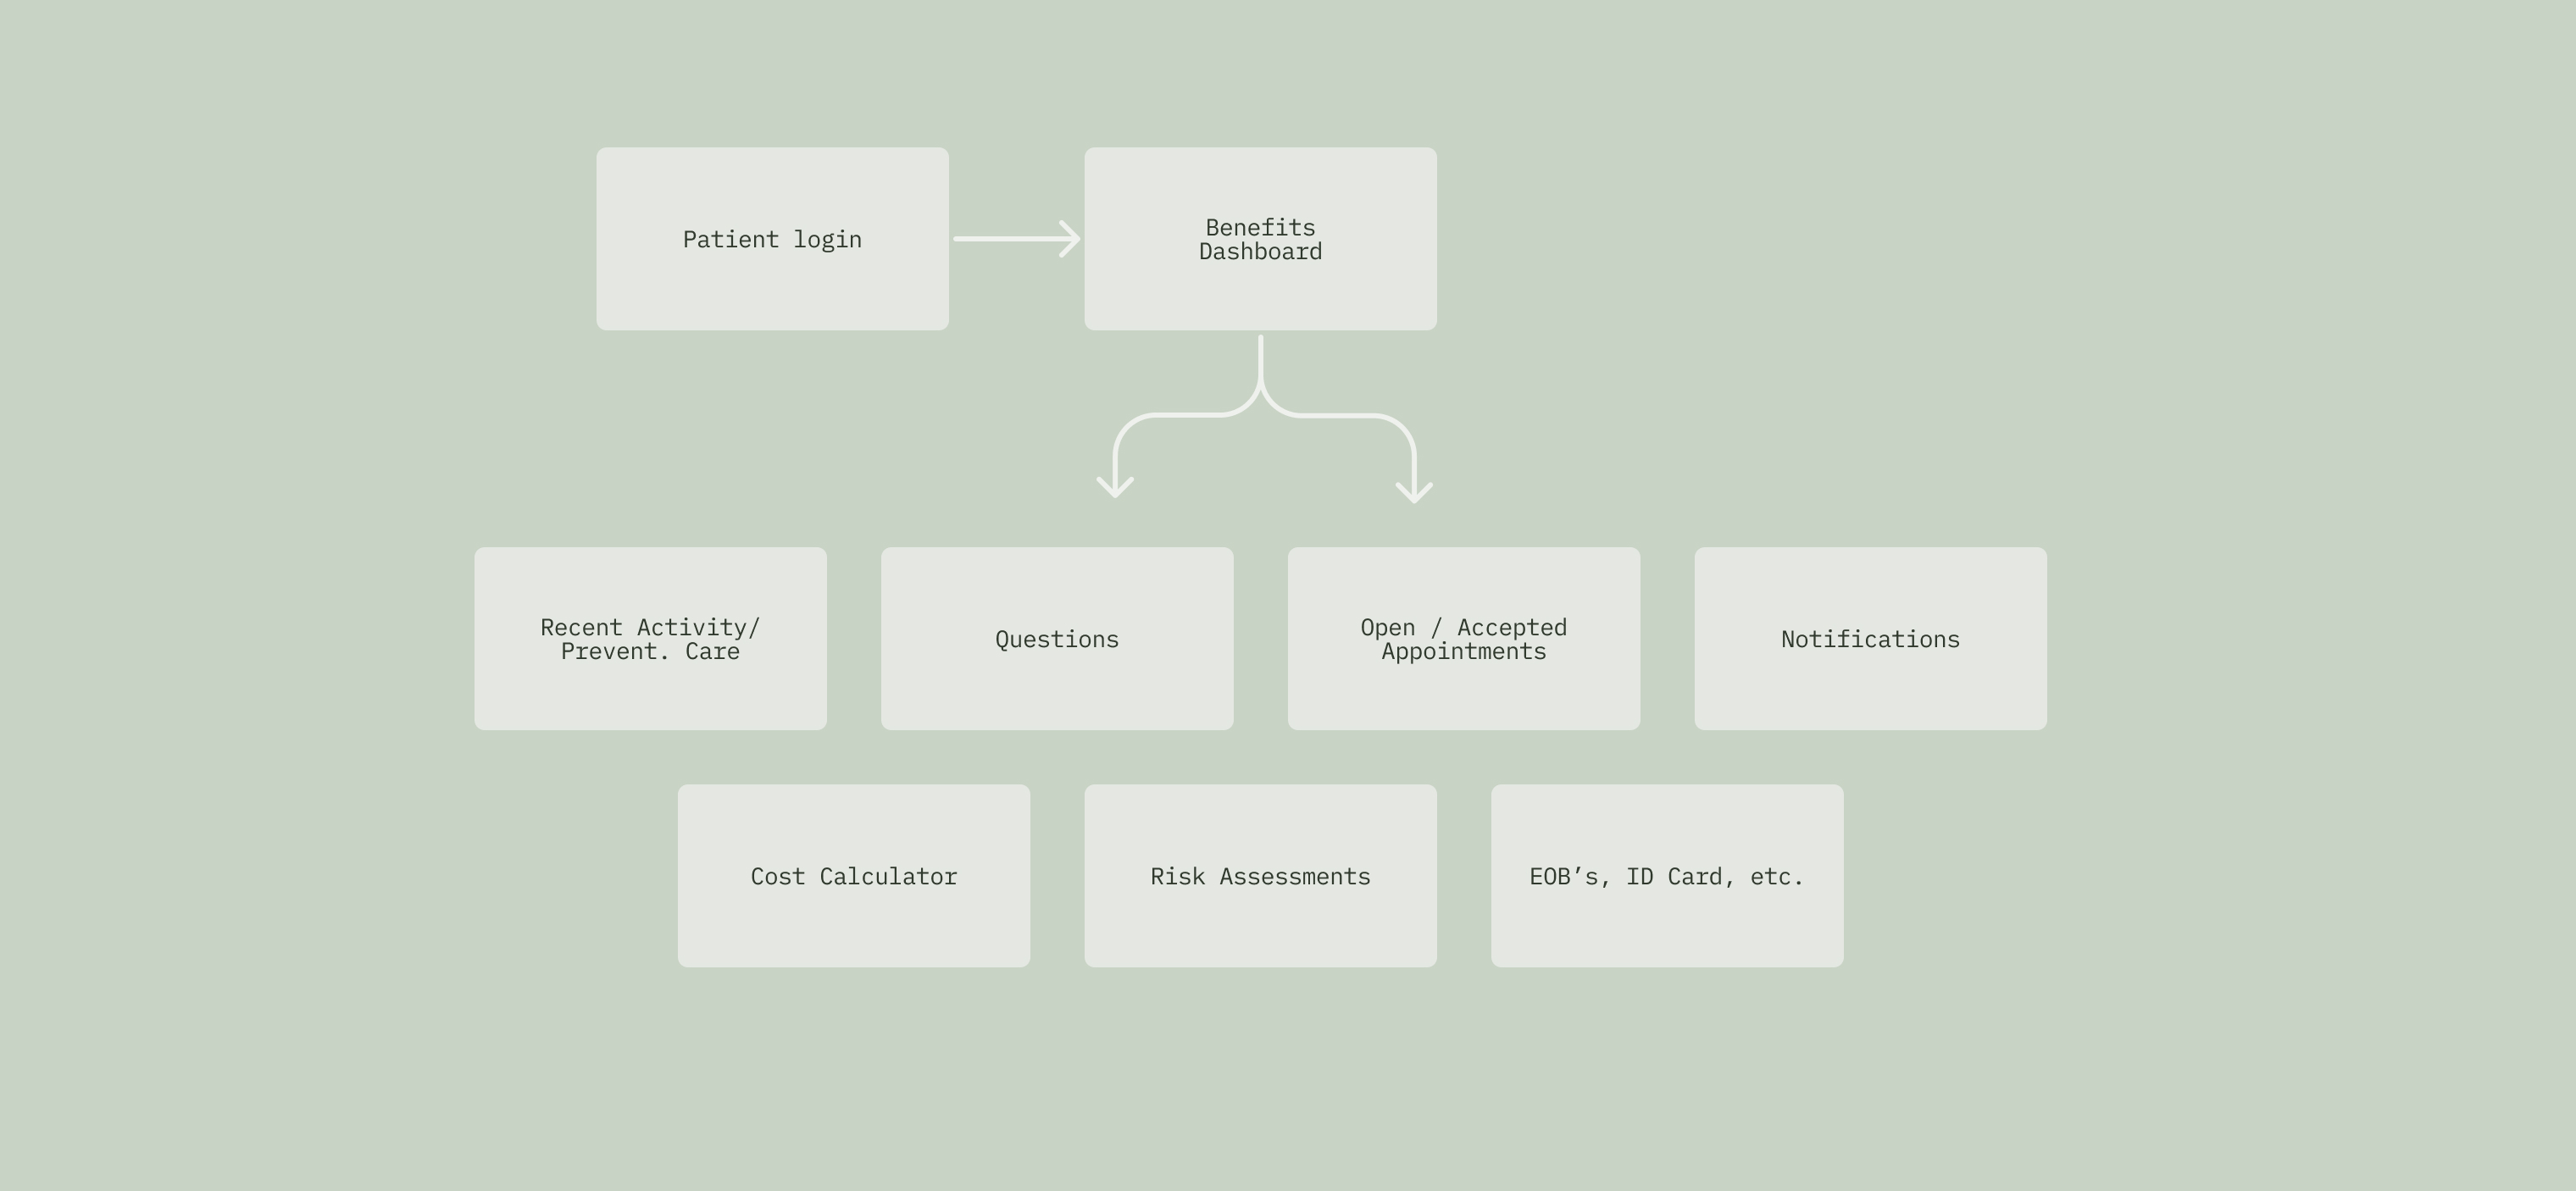 Patient login
Benefits
Dashboard
Recent Activity/
Prevent. Care
Questions
Open / Accepted
Appointments
Notifications
Cost Calculator
Risk Assessments
EOB’s, ID Card, etc.